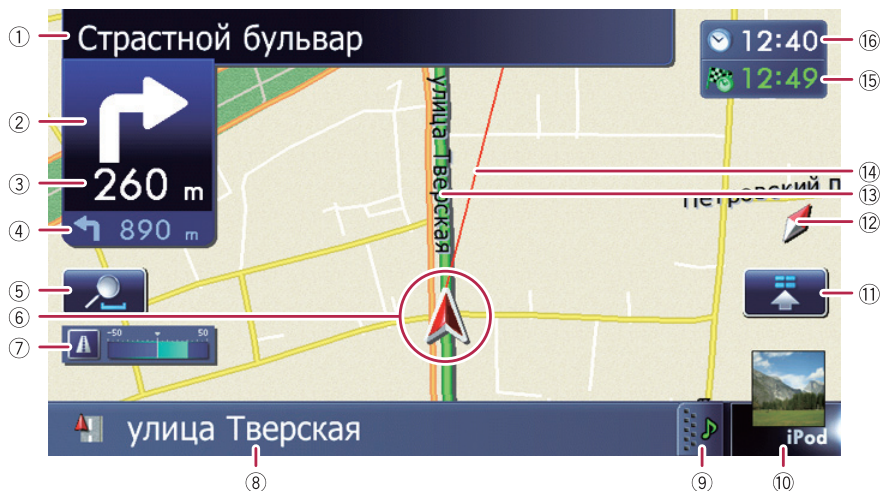 ① Страстной бульвар
⑯ 12:40
⑮ 12:49
②
③ 260 m
④ 890 m
⑭
⑬ улица Тверская
Петровский п
⑫
⑤
⑥
⑪
⑦ -50 50
улица Тверская
iPod
⑧
⑨
⑩